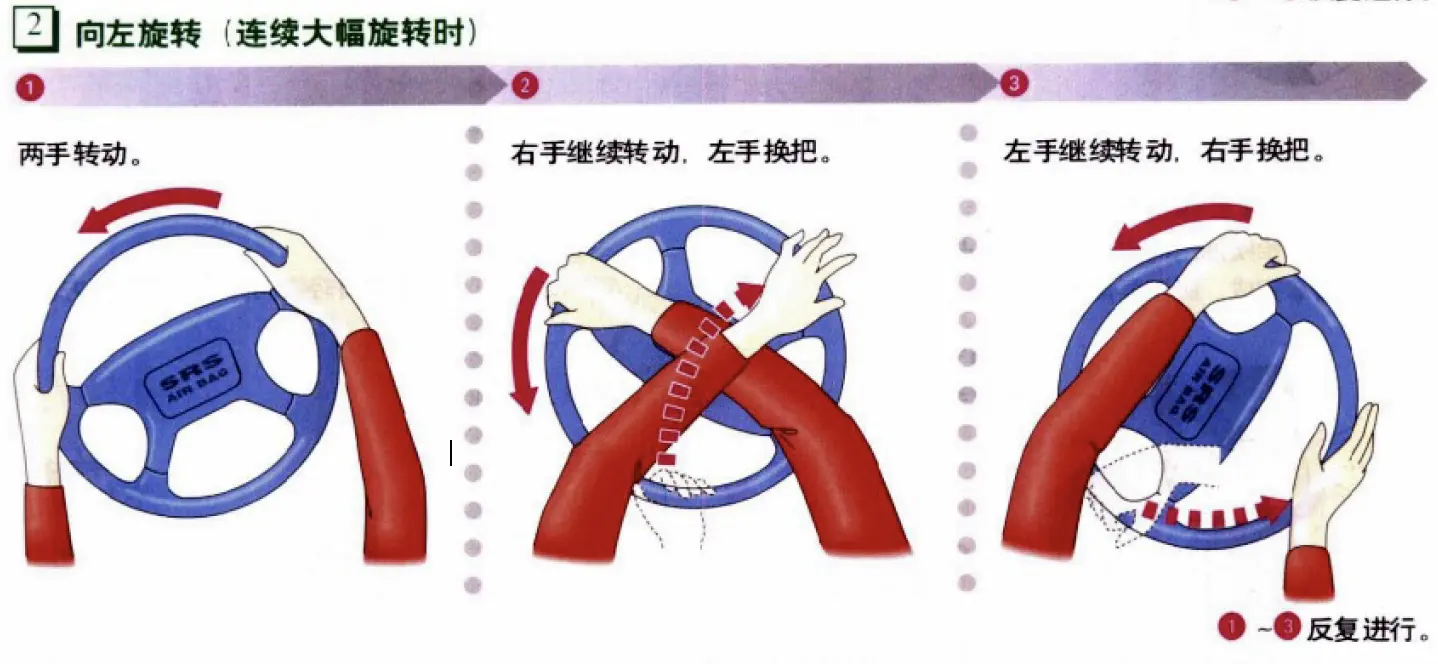 2 向左旋转（连续大幅旋转时）
1 2 3
两手转动。
右手继续转动，左手换把。
左手继续转动，右手换把。
SRS
AIR BAG
SRS
AIR BAG
1 ~ 3 反复进行。